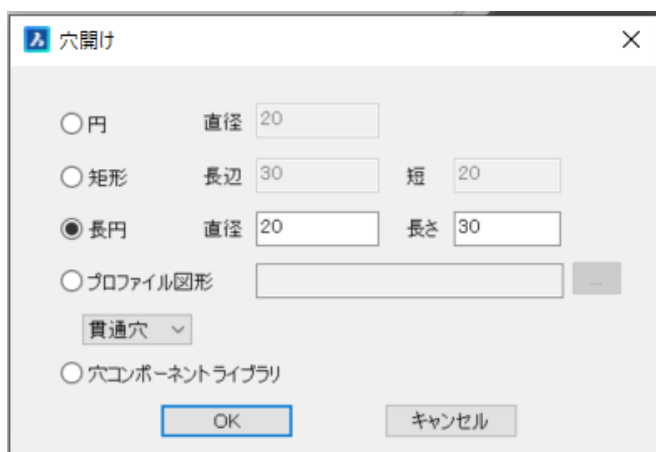 穴開け
円 直径 20
矩形 長辺 30 短 20
長円 直径 20 長さ 30
プロファイル図形 ...
貫通穴
穴コンポーネントライブラリ
OK キャンセル